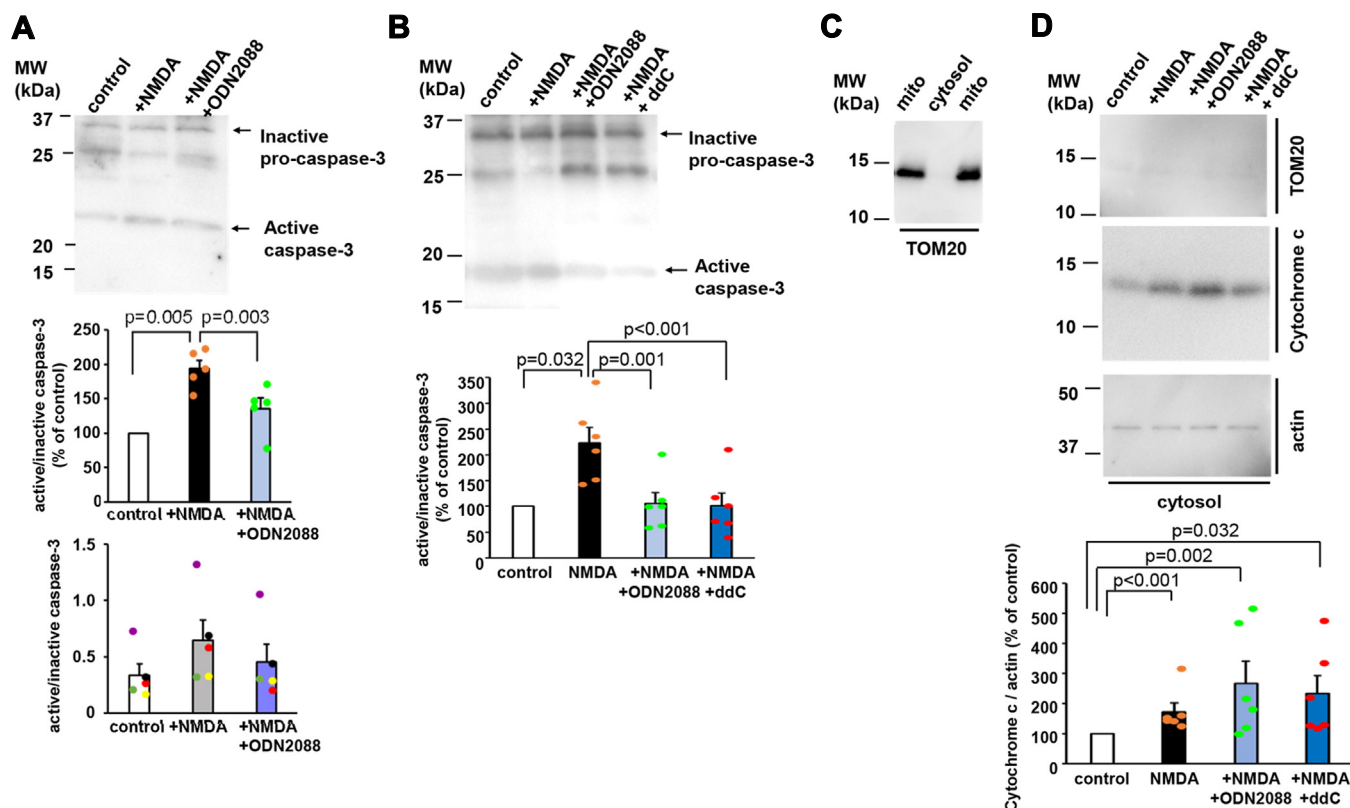 A
MW
(kDa)
control
+NMDA
+NMDA
+ODN2088
37
25
20
15
Inactive
pro-caspase-3
Active
caspase-3
p=0.005
p=0.003
active/inactive caspase-3
(% of control)
250
200
150
100
50
0
control
+NMDA
+NMDA
+ODN2088
active/inactive caspase-3
1.5
1.0
0.5
0
control
+NMDA
+NMDA
+ODN2088
B
MW
(kDa)
control
+NMDA
+NMDA
+ODN2088
+NMDA
+ ddC
37
25
20
15
Inactive
pro-caspase-3
Active
caspase-3
p<0.001
p=0.032
p=0.001
active/inactive caspase-3
(% of control)
350
300
250
200
150
100
50
0
control
NMDA
+NMDA
+ODN2088
+NMDA
+ddC
C
MW
(kDa)
mito
cytosol
mito
15
10
TOM20
D
MW
(kDa)
control
+NMDA
+NMDA
+ODN2088
+NMDA
+ ddC
15
10
TOM20
15
10
Cytochrome c
50
37
actin
cytosol
p=0.032
p=0.002
p<0.001
Cytochrome c / actin (% of control)
600
500
400
300
200
100
0
control
NMDA
+NMDA
+ODN2088
+NMDA
+ddC